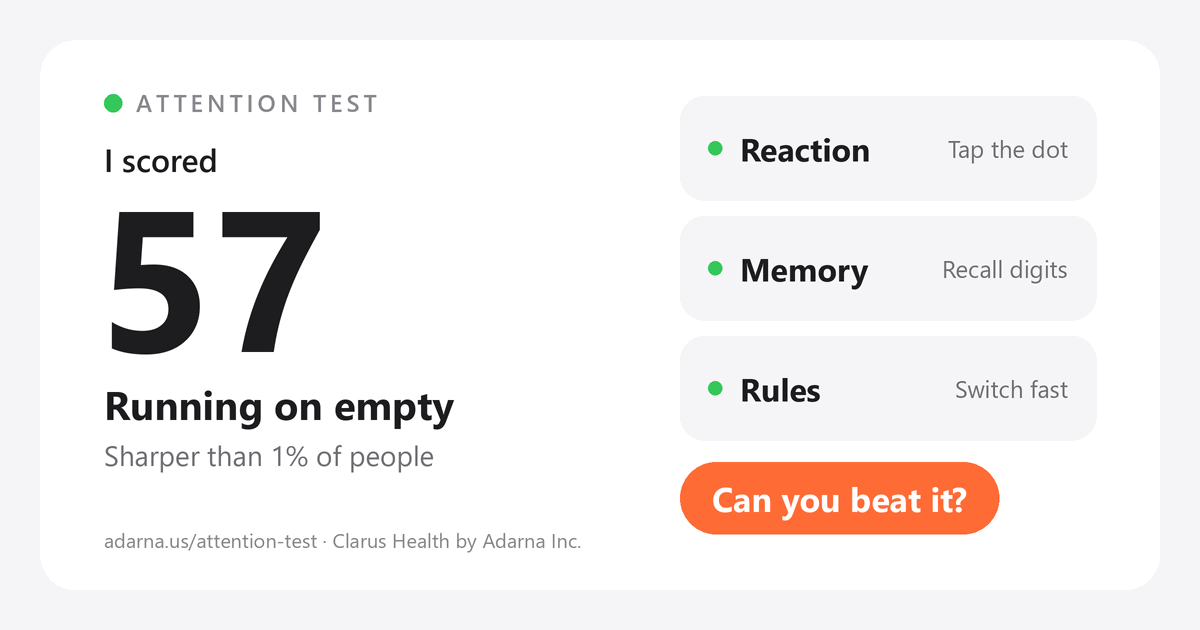 ATTENTION TEST
I scored
57
Running on empty
Sharper than 1% of people
adarna.us/attention-test · Clarus Health by Adarna Inc.
Reaction Tap the dot
Memory Recall digits
Rules Switch fast
Can you beat it?